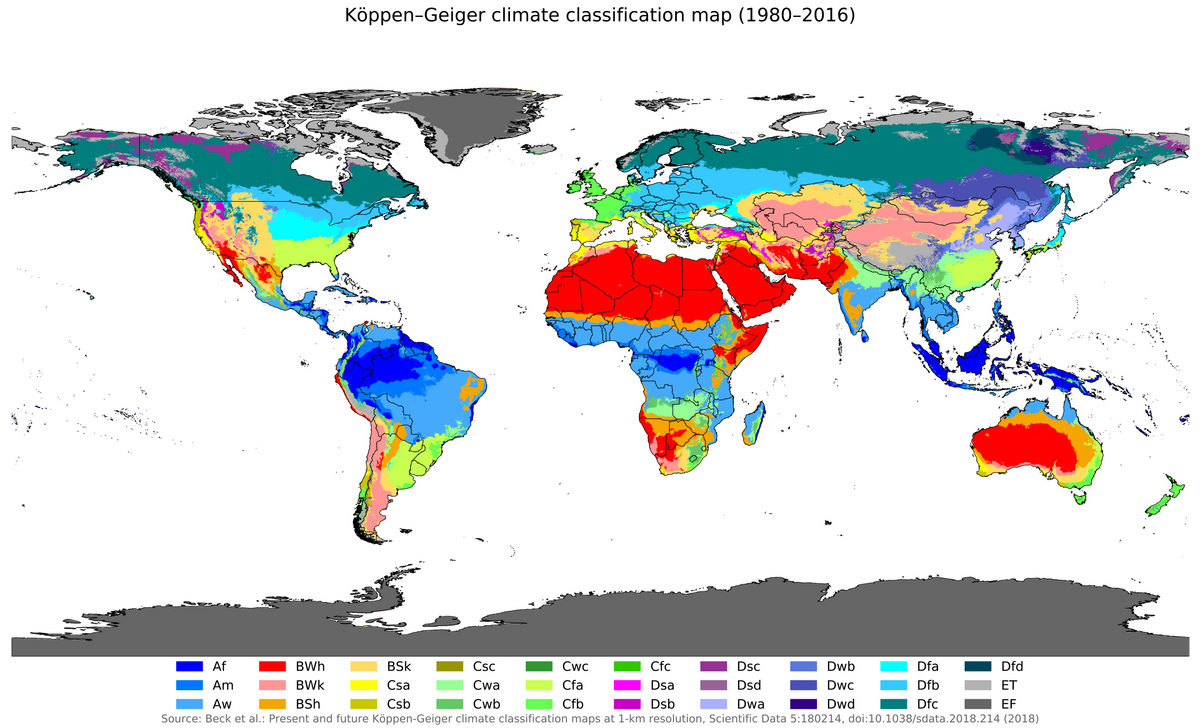 Köppen–Geiger climate classification map (1980–2016)
Af BWh BSk Csc Cwc Cfc Dsc Dwb Dfa Dfd
Am BWk Csa Cwa Cfa Dsa Dsd Dwc Dfb ET
Aw BSh Csb Cwb Cfb Dsb Dwa Dwd Dfc EF
Source: Beck et al.: Present and future Köppen-Geiger climate classification maps at 1-km resolution, Scientific Data 5:180214, doi:10.1038/sdata.2018.214 (2018)